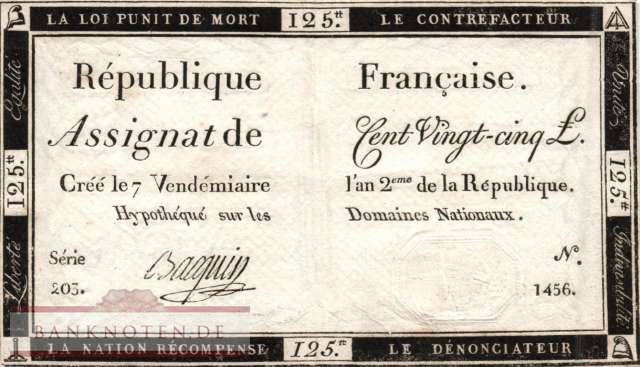 LA LOI PUNIT DE MORT 125.tt LE CONTREFACTEUR
Egalité
Unité
République Française.
Assignat de Cent Vingt-cinq ₤.
Créé le 7 Vendémiaire l'an 2eme de la République.
Hypothéqué sur les Domaines Nationaux.
125.tt
125.tt
Liberté
Indivisibilité
Série N.
203. Bacquin 1456.
BANKNOTEN.DE
LA NATION RÉCOMPENSE 125.tt LE DÉNONCIATEUR